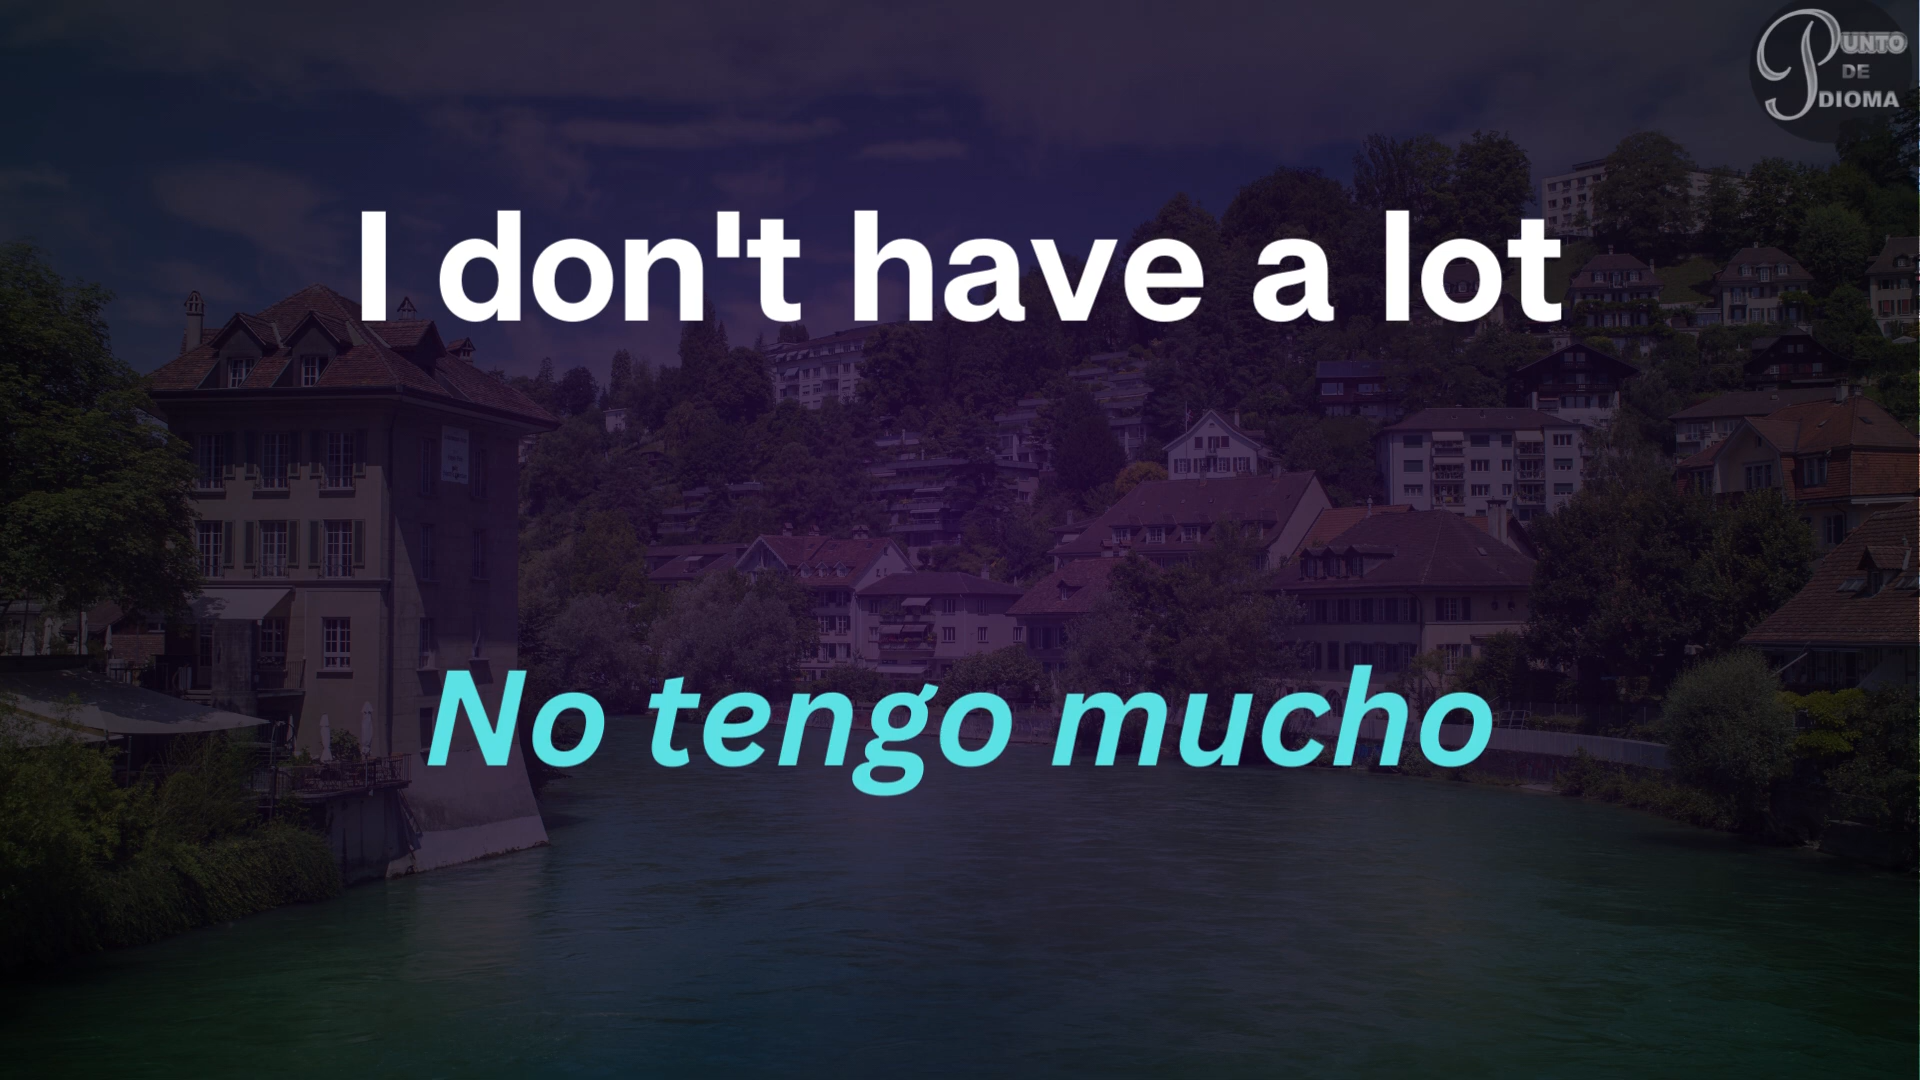 PUNTO
DE
IDIOMA
I don't have a lot
No tengo mucho